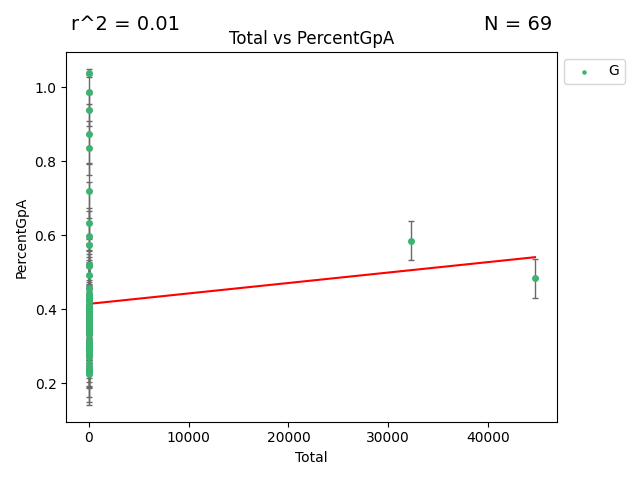 r^2 = 0.01
N = 69
Total vs PercentGpA
G
1.0
0.8
0.6
0.4
0.2
PercentGpA
0
10000
20000
30000
40000
Total